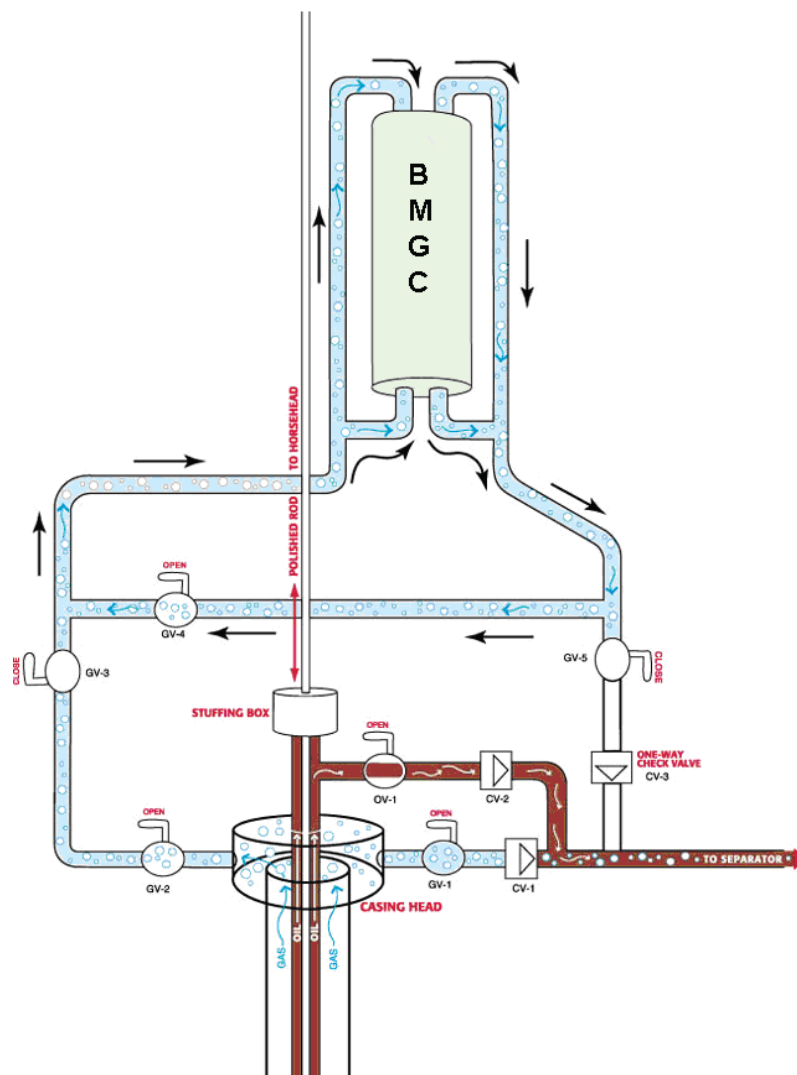 B
M
G
C
TO HORSEHEAD
POLISHED ROD
OPEN
GV-4
CLOSE
GV-3
GV-5
CLOSE
STUFFING BOX
OPEN
OV-1
CV-2
ONE-WAY
CHECK VALVE
CV-3
OPEN
GV-2
OPEN
GV-1
CV-1
TO SEPARATOR
CASING HEAD
GAS
OIL
OIL
GAS